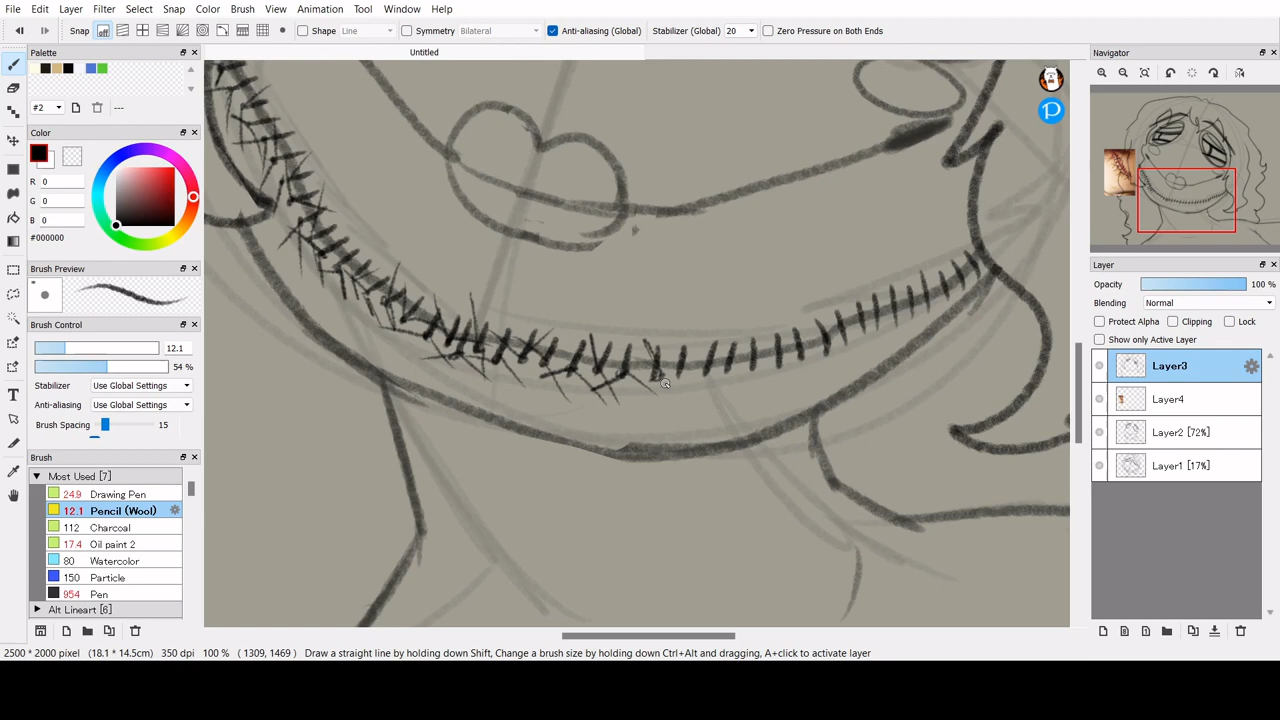 File Edit Layer Filter Select Snap Color Brush View Animation Tool Window Help
Snap off Shape Line Symmetry Bilateral Anti-aliasing (Global) Stabilizer (Global) 20 Zero Pressure on Both Ends
Palette
Untitled
Navigator
#2 ---
Color
R 0
G 0
B 0
#000000
Brush Preview
Brush Control
12.1
54 %
Stabilizer Use Global Settings
Anti-aliasing Use Global Settings
Brush Spacing 15
Brush
Most Used [7]
24.9 Drawing Pen
12.1 Pencil (Wool)
112 Charcoal
17.4 Oil paint 2
80 Watercolor
150 Particle
954 Pen
Alt Lineart [6]
Layer
Opacity 100 %
Blending Normal
Protect Alpha Clipping Lock
Show only Active Layer
Layer3
Layer4
Layer2 [72%]
Layer1 [17%]
2500 * 2000 pixel (18.1 * 14.5cm) 350 dpi 100 % ( 1309, 1469 ) Draw a straight line by holding down Shift, Change a brush size by holding down Ctrl+Alt and dragging, A+click to activate layer